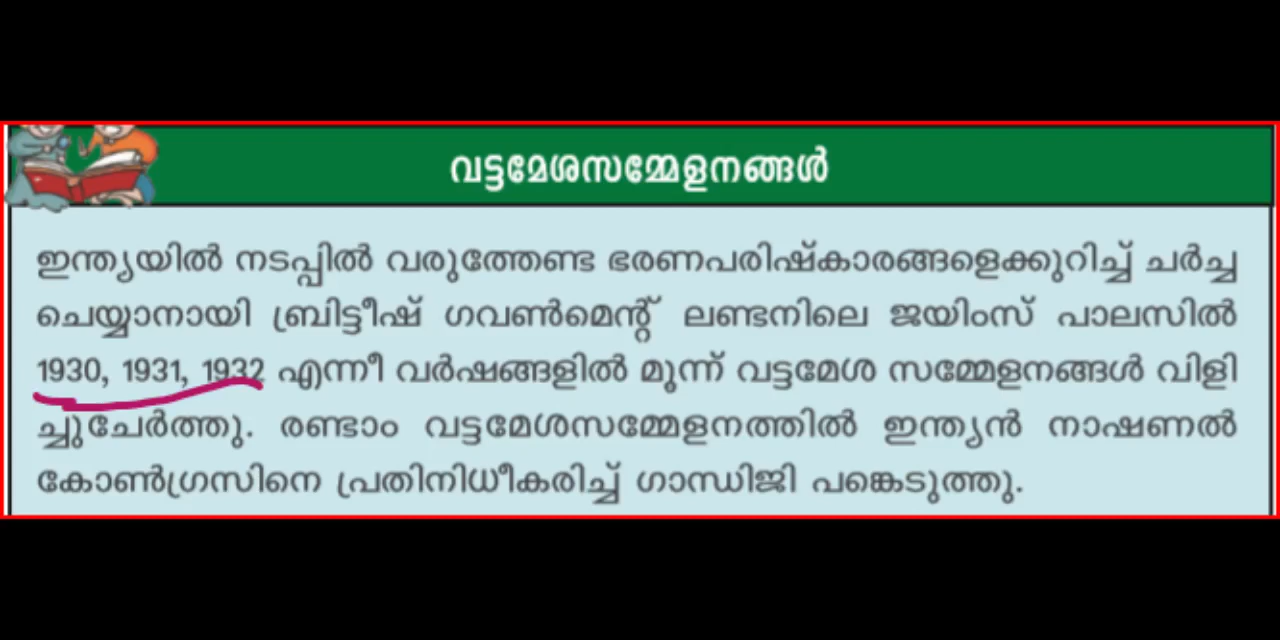 വട്ടമേശസമ്മേളനങ്ങൾ
ഇന്ത്യയിൽ നടപ്പിൽ വരുത്തേണ്ട ഭരണപരിഷ്കാരങ്ങളെക്കുറിച്ച് ചർച്ച
ചെയ്യാനായി ബ്രിട്ടീഷ് ഗവൺമെന്റ് ലണ്ടനിലെ ജയിംസ് പാലസിൽ
1930, 1931, 1932 എന്നീ വർഷങ്ങളിൽ മൂന്ന് വട്ടമേശ സമ്മേളനങ്ങൾ വിളി
ച്ചുചേർത്തു. രണ്ടാം വട്ടമേശസമ്മേളനത്തിൽ ഇന്ത്യൻ നാഷണൽ
കോൺഗ്രസിനെ പ്രതിനിധീകരിച്ച് ഗാന്ധിജി പങ്കെടുത്തു.